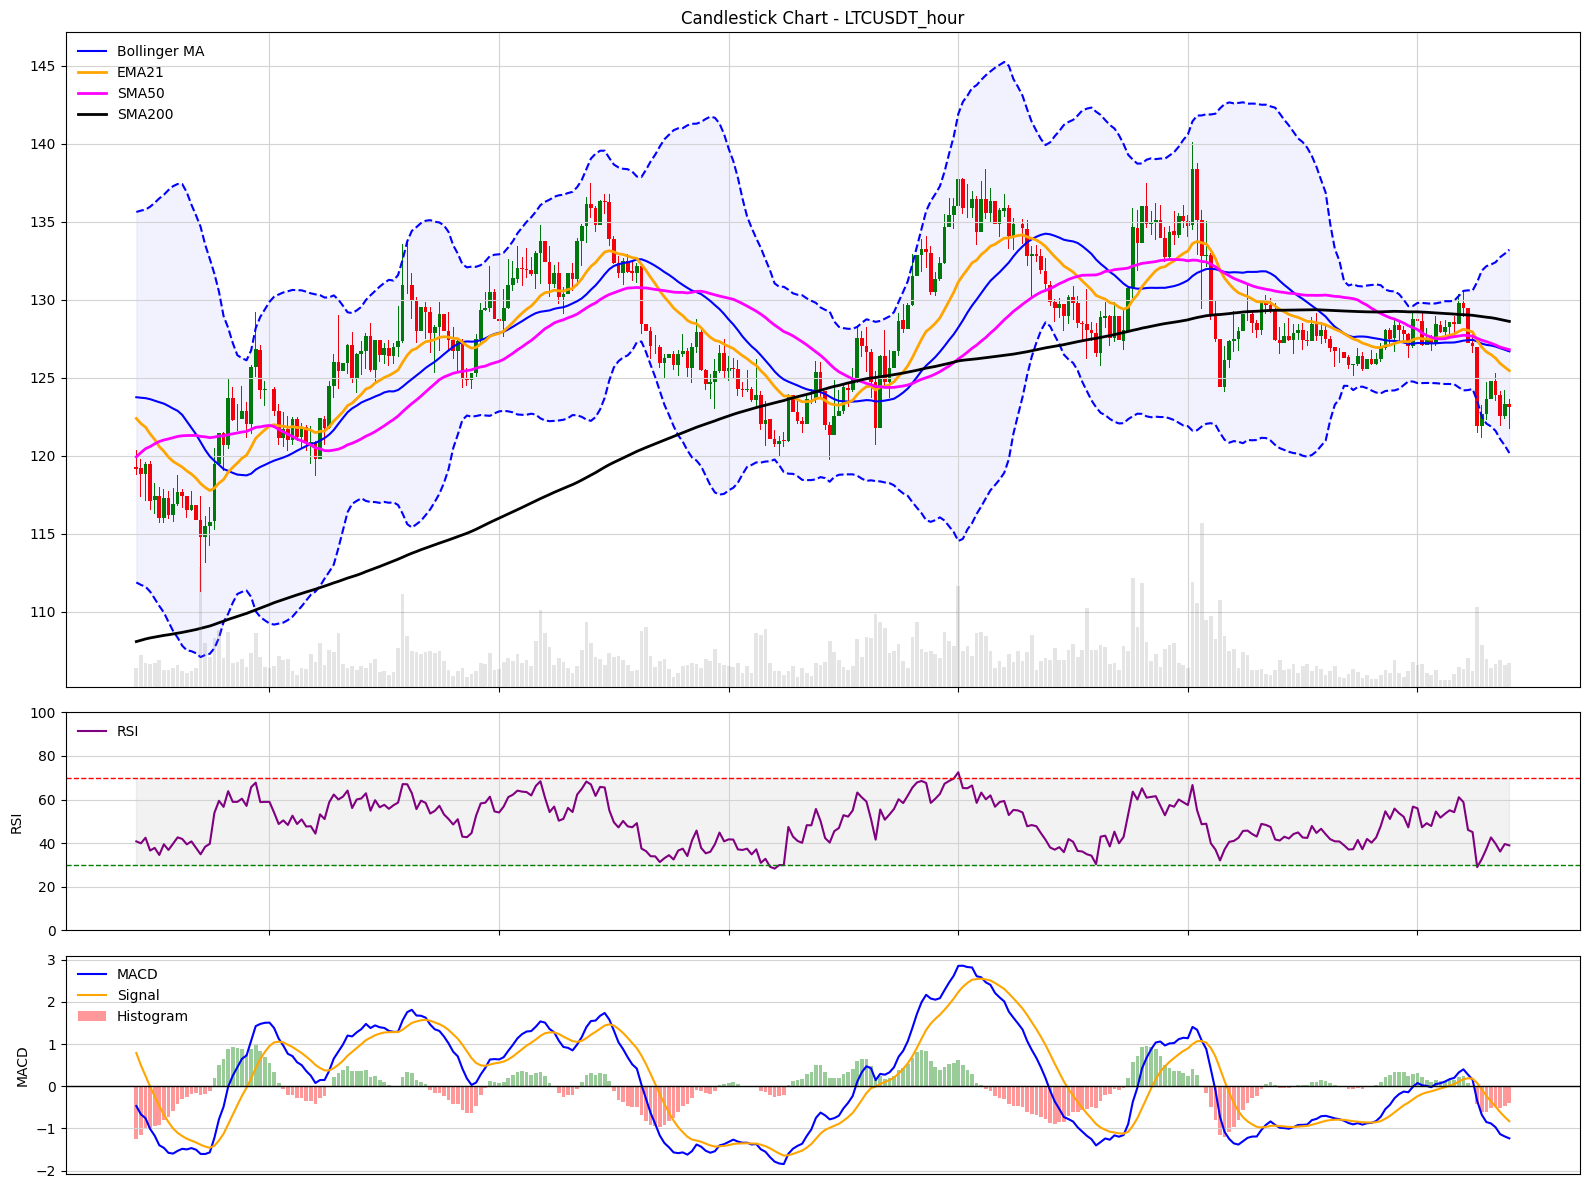 Candlestick Chart - LTCUSDT_hour
Bollinger MA
EMA21
SMA50
SMA200
145
140
135
130
125
120
115
110
RSI
100
80
60
40
20
0
RSI
MACD
Signal
Histogram
3
2
1
0
−1
−2
MACD